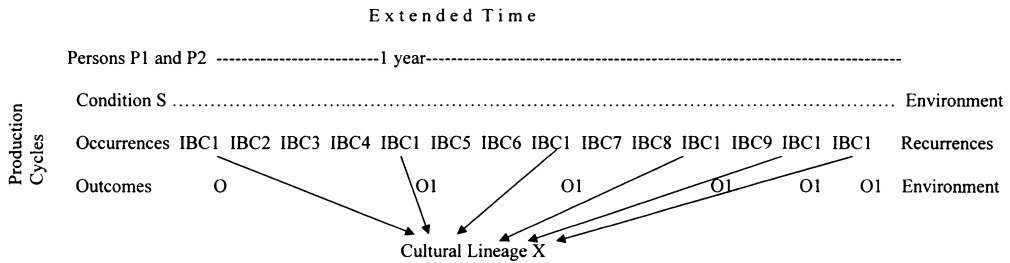 Extended Time
Persons P1 and P2 --------------------------1 year--------------------------------------------------------------------------
Condition S ........................................................................................................................ Environment
Production Cycles
Occurrences IBC1 IBC2 IBC3 IBC4 IBC1 IBC5 IBC6 IBC1 IBC7 IBC8 IBC1 IBC9 IBC1 IBC1 Recurrences
Outcomes O O1 O1 O1 O1 O1 Environment
Cultural Lineage X